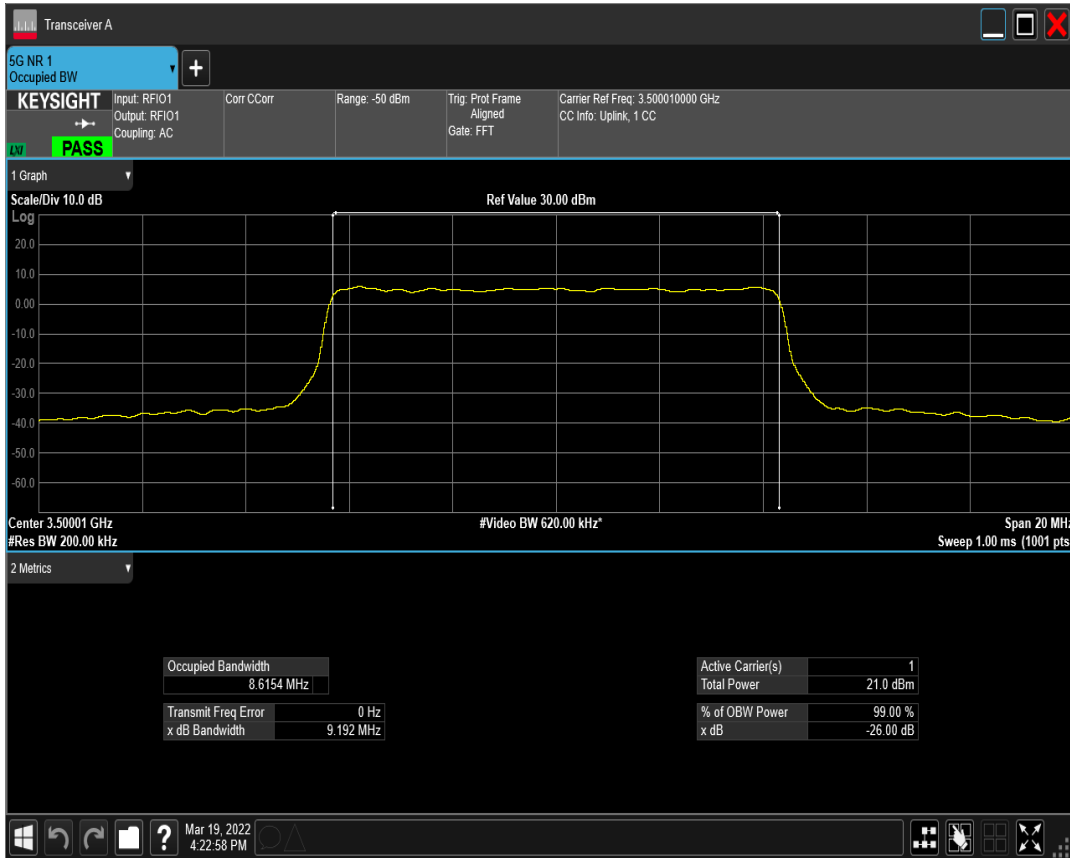 Transceiver A
5G NR 1
Occupied BW
KEYSIGHT
LXI
PASS
Input: RFIO1
Output: RFIO1
Coupling: AC
Corr CCorr
Range: -50 dBm
Trig: Prot Frame
Aligned
Gate: FFT
Carrier Ref Freq: 3.500010000 GHz
CC Info: Uplink, 1 CC
1 Graph
Scale/Div 10.0 dB
Ref Value 30.00 dBm
Log
20.0
10.0
0.00
-10.0
-20.0
-30.0
-40.0
-50.0
-60.0
Center 3.50001 GHz
#Video BW 620.00 kHz*
Span 20 MHz
#Res BW 200.00 kHz
Sweep 1.00 ms (1001 pts
2 Metrics
Occupied Bandwidth
8.6154 MHz
Transmit Freq Error 0 Hz
x dB Bandwidth 9.192 MHz
Active Carrier(s) 1
Total Power 21.0 dBm
% of OBW Power 99.00 %
x dB -26.00 dB
?
Mar 19, 2022
4:22:58 PM